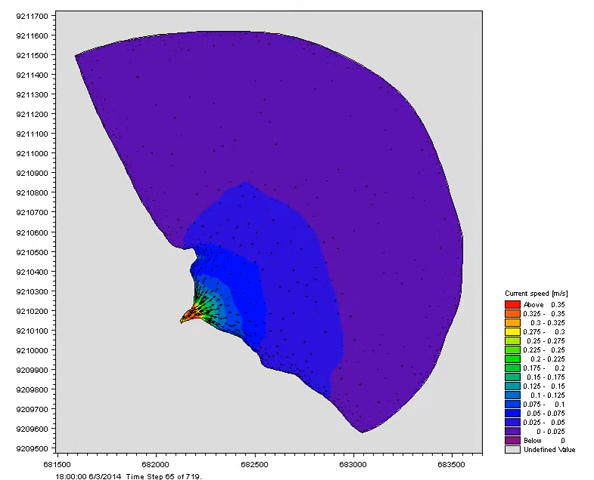 9211700
9211600
9211500
9211400
9211300
9211200
9211100
9211000
9210900
9210800
9210700
9210600
9210500
9210400
9210300
9210200
9210100
9210000
9209900
9209800
9209700
9209600
9209500
681500 682000 682500 683000 683500
18:00:00 6/3/2014 Time Step 65 of 719.
Current speed [m/s]
Above 0.35
0.325 - 0.35
0.3 - 0.325
0.275 - 0.3
0.25 - 0.275
0.225 - 0.25
0.2 - 0.225
0.175 - 0.2
0.15 - 0.175
0.125 - 0.15
0.1 - 0.125
0.075 - 0.1
0.05 - 0.075
0.025 - 0.05
0 - 0.025
Below 0
Undefined Value